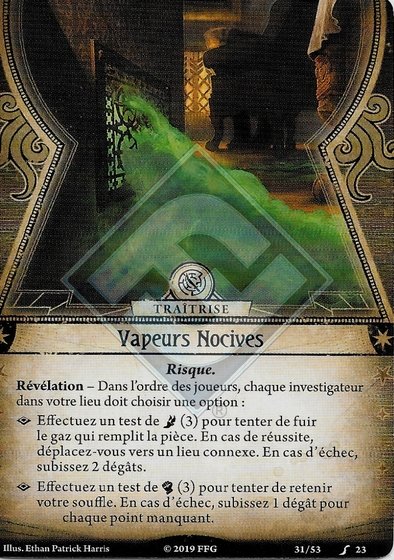 TRAÎTRISE
Vapeurs Nocives
Risque.
Révélation – Dans l'ordre des joueurs, chaque investigateur
dans votre lieu doit choisir une option :
Effectuez un test de (3) pour tenter de fuir
le gaz qui remplit la pièce. En cas de réussite,
déplacez-vous vers un lieu connexe. En cas d'échec,
subissez 2 dégâts.
Effectuez un test de (3) pour tenter de retenir
votre souffle. En cas d'échec, subissez 1 dégât pour
chaque point manquant.
Illus. Ethan Patrick Harris © 2019 FFG 31/53 23